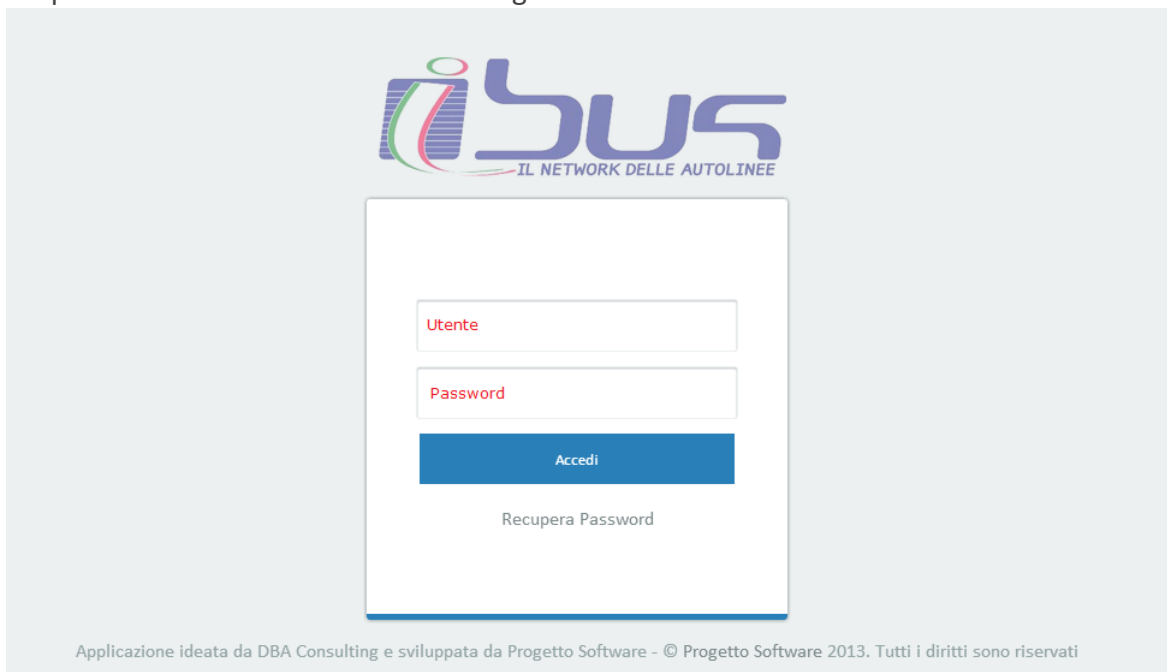 ibus
IL NETWORK DELLE AUTOLINEE
Utente
Password
Accedi
Recupera Password
Applicazione ideata da DBA Consulting e sviluppata da Progetto Software - © Progetto Software 2013. Tutti i diritti sono riservati